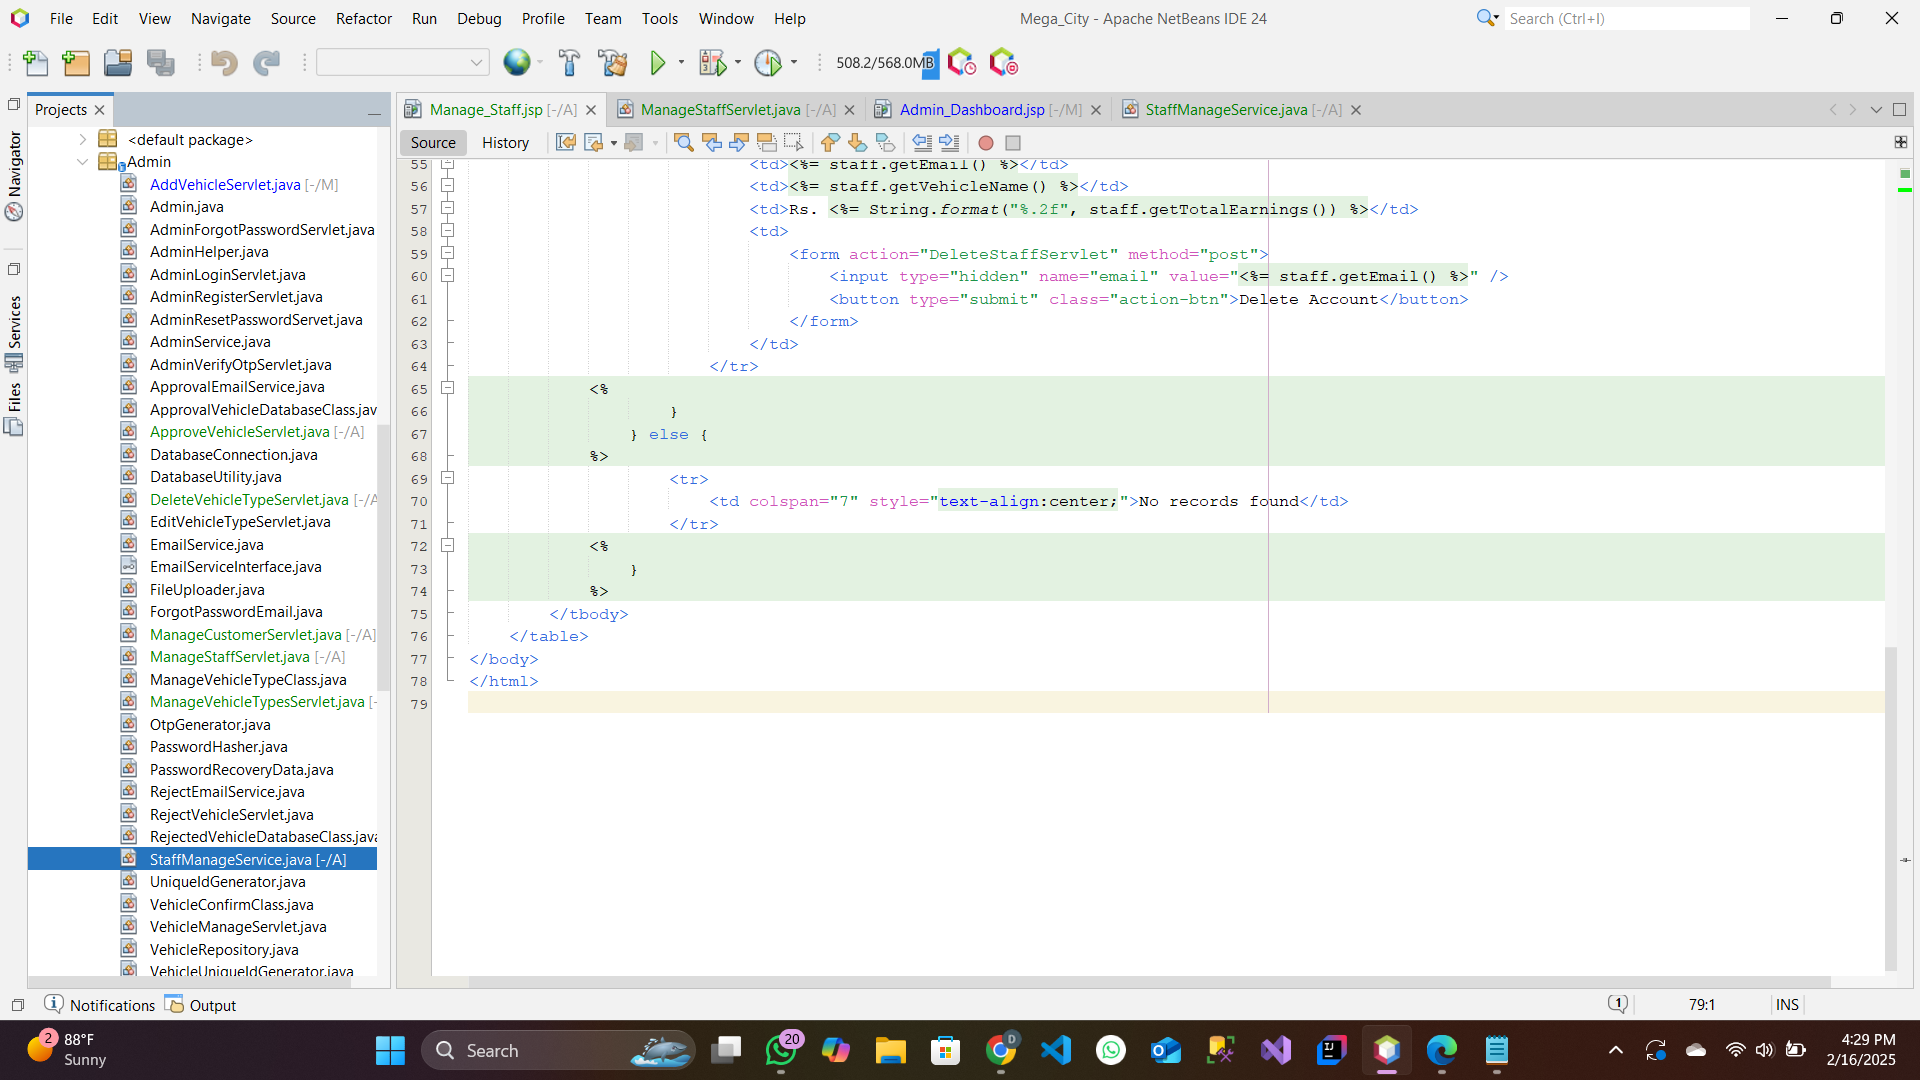 File Edit View Navigate Source Refactor Run Debug Profile Team Tools Window Help
Mega_City - Apache NetBeans IDE 24
Search (Ctrl+I)
508.2/568.0MB
Navigator
Services
Files
Projects
<default package>
Admin
AddVehicleServlet.java [-/M]
Admin.java
AdminForgotPasswordServlet.java
AdminHelper.java
AdminLoginServlet.java
AdminRegisterServlet.java
AdminResetPasswordServet.java
AdminService.java
AdminVerifyOtpServlet.java
ApprovalEmailService.java
ApprovalVehicleDatabaseClass.jav
ApproveVehicleServlet.java [-/A]
DatabaseConnection.java
DatabaseUtility.java
DeleteVehicleTypeServlet.java [-/A
EditVehicleTypeServlet.java
EmailService.java
EmailServiceInterface.java
FileUploader.java
ForgotPasswordEmail.java
ManageCustomerServlet.java [-/A]
ManageStaffServlet.java [-/A]
ManageVehicleTypeClass.java
ManageVehicleTypesServlet.java [-
OtpGenerator.java
PasswordHasher.java
PasswordRecoveryData.java
RejectEmailService.java
RejectVehicleServlet.java
RejectedVehicleDatabaseClass.java
StaffManageService.java [-/A]
UniqueIdGenerator.java
VehicleConfirmClass.java
VehicleManageServlet.java
VehicleRepository.java
VehicleUniqueIdGenerator.java
Manage_Staff.jsp [-/A]
ManageStaffServlet.java [-/A]
Admin_Dashboard.jsp [-/M]
StaffManageService.java [-/A]
Source History
55 <td><%= staff.getEmail() %></td>
56 <td><%= staff.getVehicleName() %></td>
57 <td>Rs. <%= String.format("%.2f", staff.getTotalEarnings()) %></td>
58 <td>
59 <form action="DeleteStaffServlet" method="post">
60 <input type="hidden" name="email" value="<%= staff.getEmail() %>" />
61 <button type="submit" class="action-btn">Delete Account</button>
62 </form>
63 </td>
64 </tr>
65 <%
66 }
67 } else {
68 %>
69 <tr>
70 <td colspan="7" style="text-align:center;">No records found</td>
71 </tr>
72 <%
73 }
74 %>
75 </tbody>
76 </table>
77 </body>
78 </html>
79
Notifications Output
1
79:1 INS
2
88°F
Sunny
Search
20
D
4:29 PM
2/16/2025